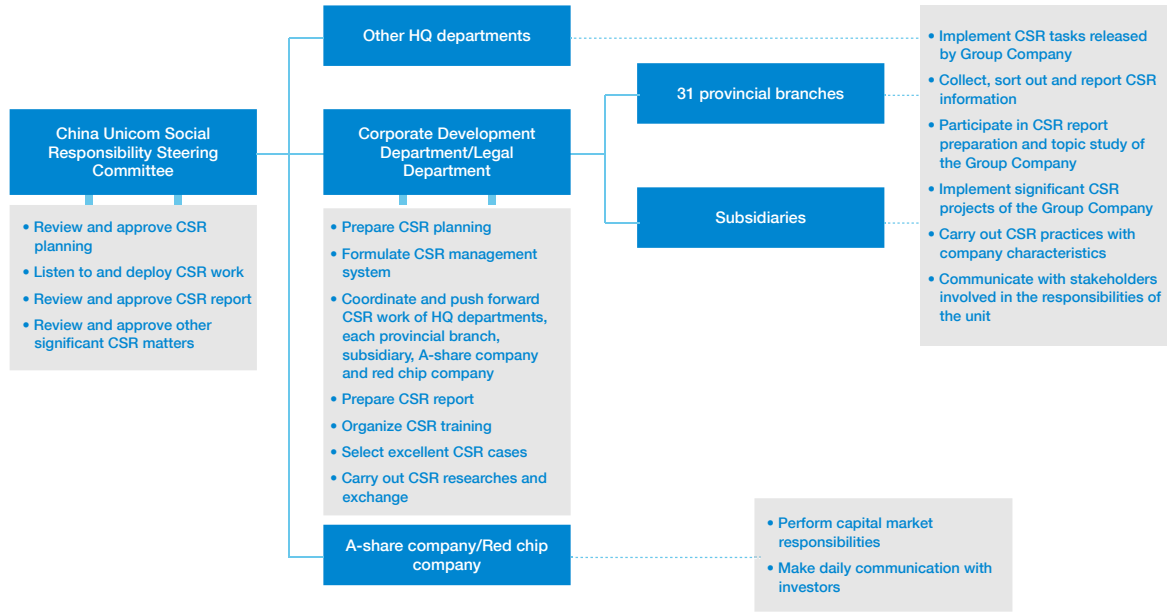 Other HQ departments
31 provincial branches
China Unicom Social
Responsibility Steering
Committee
Corporate Development
Department/Legal
Department
Subsidiaries
• Review and approve CSR
planning
• Listen to and deploy CSR work
• Review and approve CSR report
• Review and approve other
significant CSR matters
• Prepare CSR planning
• Formulate CSR management
system
• Coordinate and push forward
CSR work of HQ departments,
each provincial branch,
subsidiary, A-share company
and red chip company
• Prepare CSR report
• Organize CSR training
• Select excellent CSR cases
• Carry out CSR researches and
exchange
• Implement CSR tasks released
by Group Company
• Collect, sort out and report CSR
information
• Participate in CSR report
preparation and topic study of
the Group Company
• Implement significant CSR
projects of the Group Company
• Carry out CSR practices with
company characteristics
• Communicate with stakeholders
involved in the responsibilities of
the unit
A-share company/Red chip
company
• Perform capital market
responsibilities
• Make daily communication with
investors